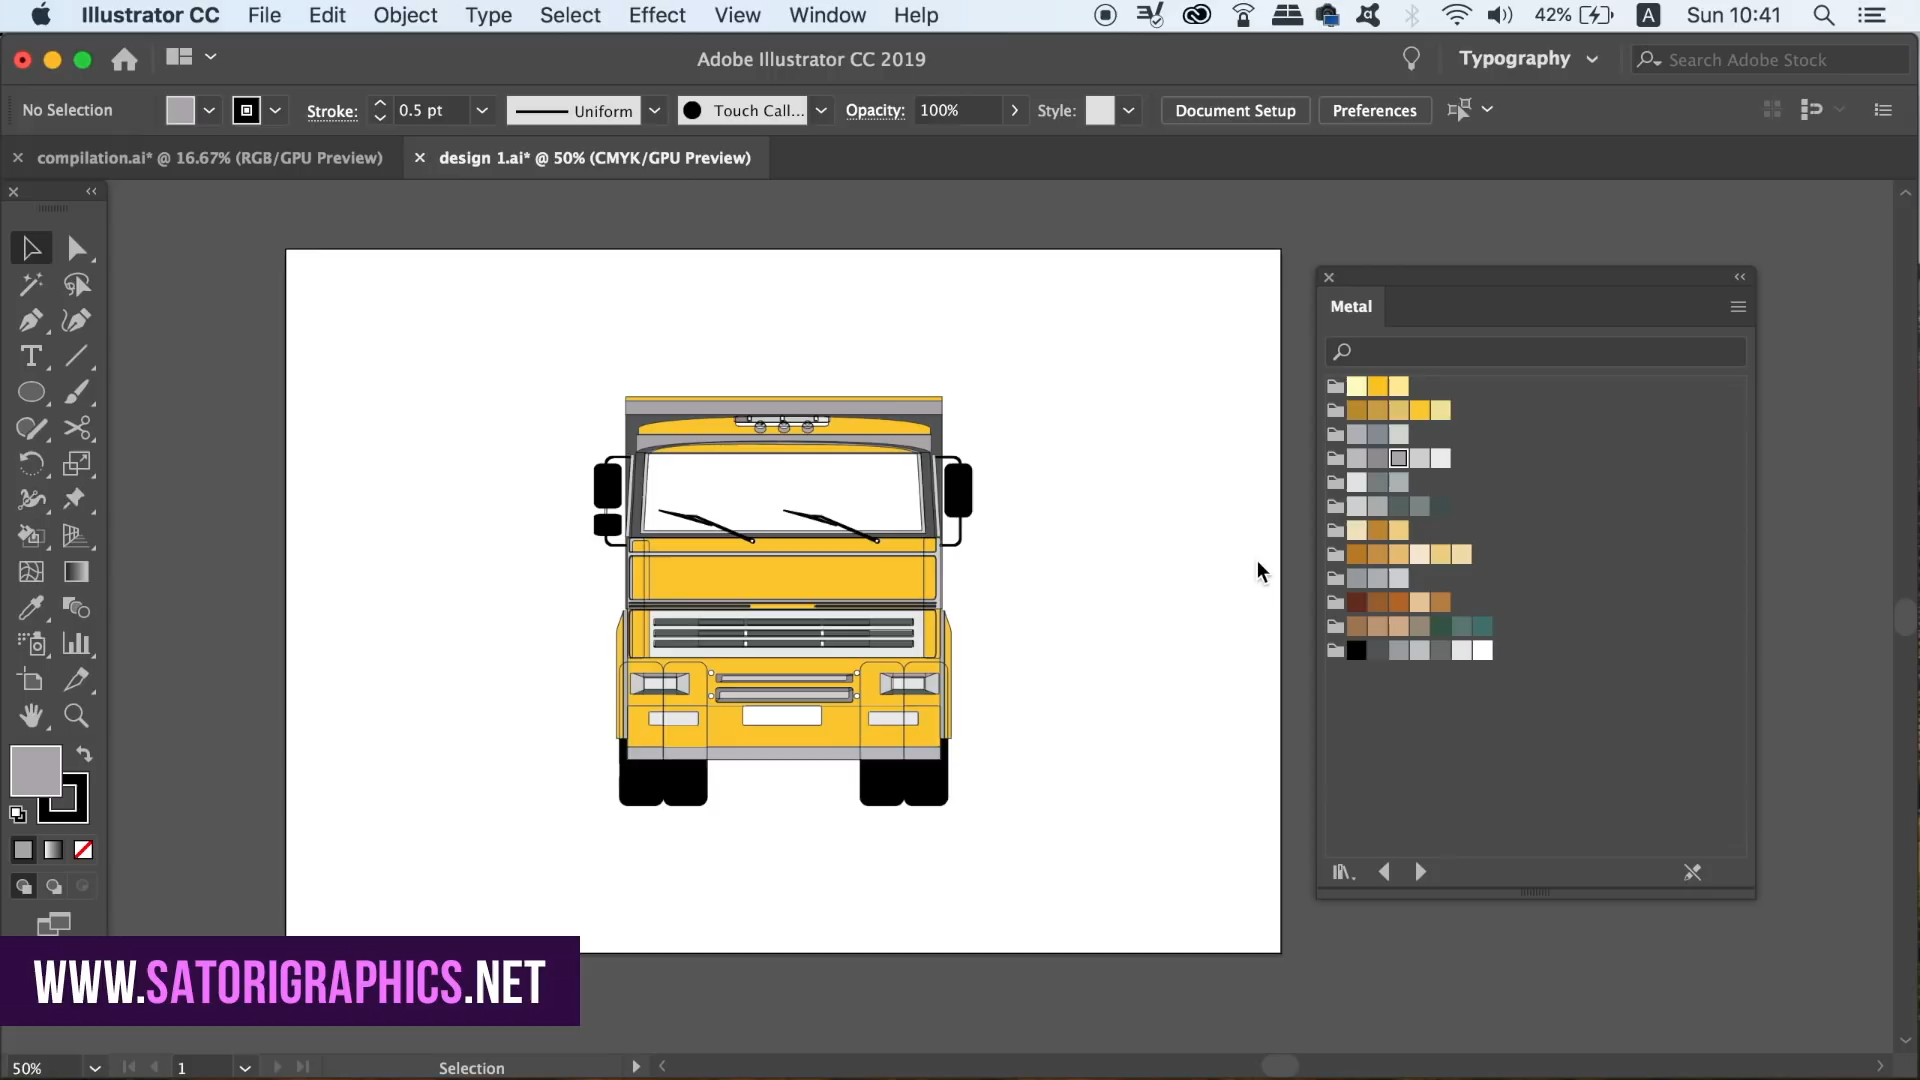 Illustrator CC File Edit Object Type Select Effect View Window Help 42% A Sun 10:41
Adobe Illustrator CC 2019 Typography Search Adobe Stock
No Selection Stroke: 0.5 pt Uniform Touch Call... Opacity: 100% Style: Document Setup Preferences
compilation.ai* @ 16.67% (RGB/GPU Preview) design 1.ai* @ 50% (CMYK/GPU Preview)
Metal
WWW.SATORIGRAPHICS.NET
50% 1 Selection